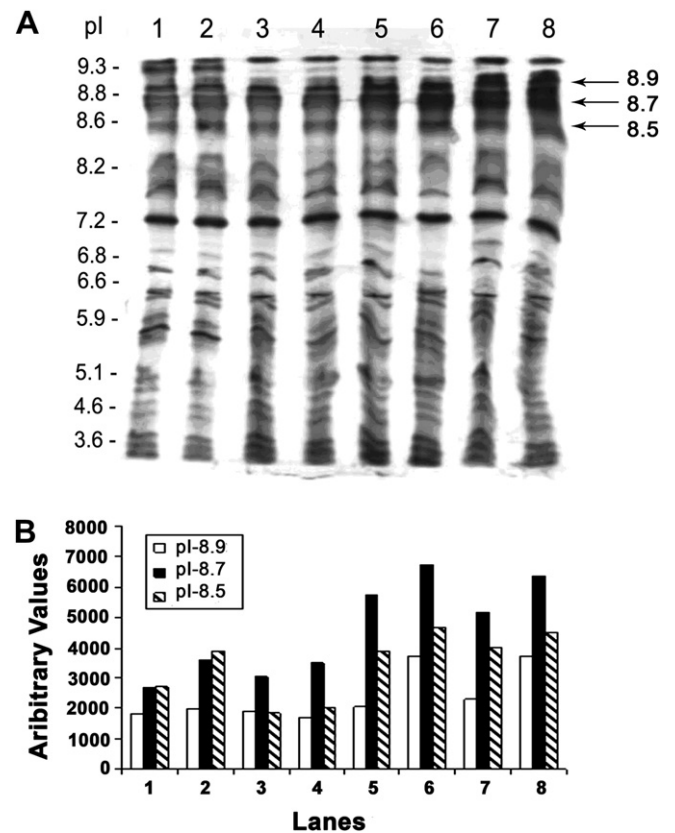 A
pI 1 2 3 4 5 6 7 8
9.3 -
8.8 -
8.6 -
8.2 -
7.2 -
6.8 -
6.6 -
5.9 -
5.1 -
4.6 -
3.6 -
8.9
8.7
8.5
B
8000
7000
6000
5000
4000
3000
2000
1000
0
Aribitrary Values
pI-8.9
pI-8.7
pI-8.5
1 2 3 4 5 6 7 8
Lanes